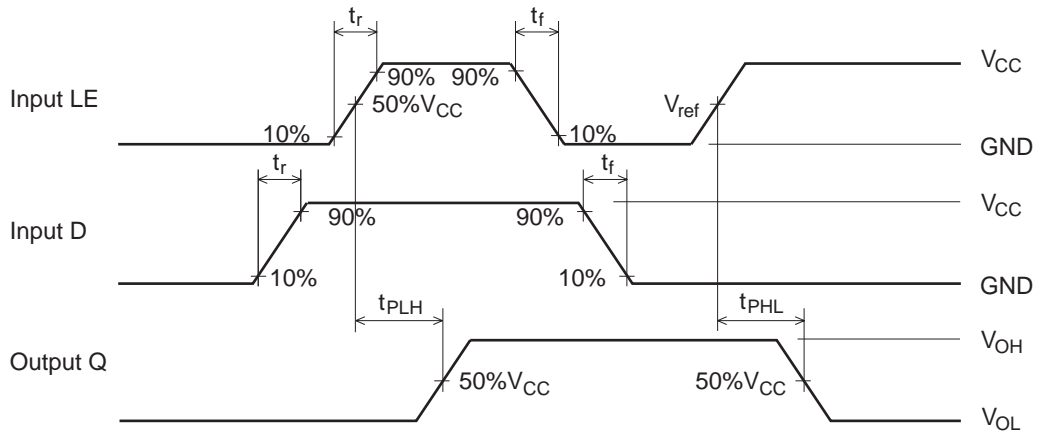 tr tf
Input LE 90% 90% VCC
50%VCC Vref
10% 10% GND
tr tf
Input D 90% 90% VCC
10% 10% GND
tPLH tPHL
Output Q VOH
50%VCC 50%VCC
VOL